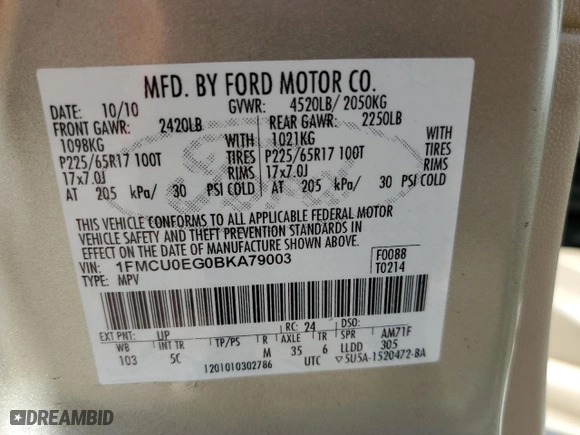 MFD. BY FORD MOTOR CO.
DATE: 10/10 GVWR: 4520LB/ 2050KG
FRONT GAWR: 2420LB REAR GAWR: 2250LB
1098KG WITH 1021KG WITH
P225/65R17 100T TIRES P225/65R17 100T TIRES
17x7.0J RIMS 17x7.0J RIMS
AT 205 kPa/ 30 PSI COLD AT 205 kPa/ 30 PSI COLD
THIS VEHICLE CONFORMS TO ALL APPLICABLE FEDERAL MOTOR
VEHICLE SAFETY AND THEFT PREVENTION STANDARDS IN
EFFECT ON THE DATE OF MANUFACTURE SHOWN ABOVE.
VIN: 1FMCU0EG0BKA79003 F0088
TYPE: MPV T0214
EXT PNT: UP RC: 24 DSO:
WB INT TR TP/PS R AXLE TR SPR AM71F
103 5C M 35 6 LLDD 305
1201010302786 UTC ▽5U5A-1520472-BA
DREAMBID